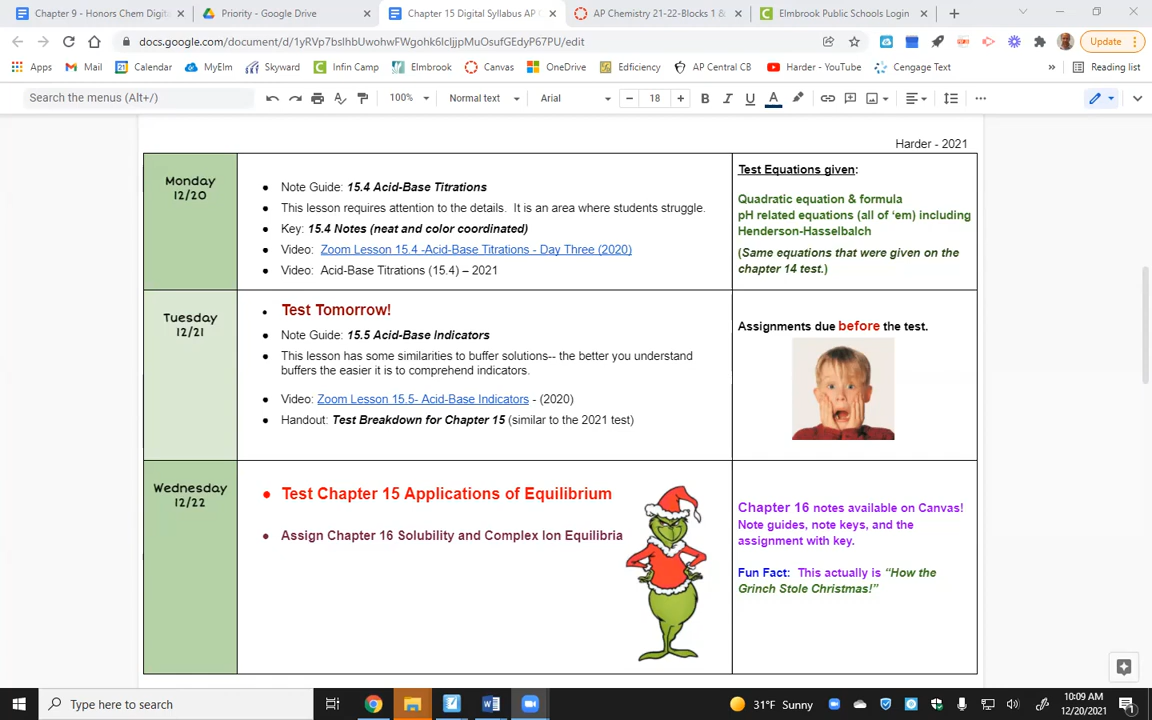 Chapter 9 - Honors Chem Digit
Priority - Google Drive
Chapter 15 Digital Syllabus AP
AP Chemistry 21-22-Blocks 1 &
Elmbrook Public Schools Login
docs.google.com/document/d/1yRVp7bslhbUwohwFWgohk6lcljjpMuOsufGEdyP67PU/edit
Update
Apps
Mail
Calendar
MyElm
Skyward
Infin Camp
Elmbrook
Canvas
OneDrive
Edficiency
AP Central CB
Harder - YouTube
Cengage Text
»
Reading list
Search the menus (Alt+/)
100%
Normal text
Arial
18
B I U A
Harder - 2021
Monday
12/20
Note Guide: 15.4 Acid-Base Titrations
This lesson requires attention to the details.  It is an area where students struggle.
Key: 15.4 Notes (neat and color coordinated)
Video:  Zoom Lesson 15.4 -Acid-Base Titrations - Day Three (2020)
Video:  Acid-Base Titrations (15.4) – 2021
Test Equations given:
Quadratic equation & formula
pH related equations (all of ‘em) including
Henderson-Hasselbalch
(Same equations that were given on the
chapter 14 test.)
Tuesday
12/21
Test Tomorrow!
Note Guide: 15.5 Acid-Base Indicators
This lesson has some similarities to buffer solutions-- the better you understand
buffers the easier it is to comprehend indicators.
Video: Zoom Lesson 15.5- Acid-Base Indicators - (2020)
Handout: Test Breakdown for Chapter 15 (similar to the 2021 test)
Assignments due before the test.
Wednesday
12/22
Test Chapter 15 Applications of Equilibrium
Assign Chapter 16 Solubility and Complex Ion Equilibria
Chapter 16 notes available on Canvas!
Note guides, note keys, and the
assignment with key.
Fun Fact:  This actually is “How the
Grinch Stole Christmas!”
Type here to search
31°F Sunny
10:09 AM
12/20/2021
1